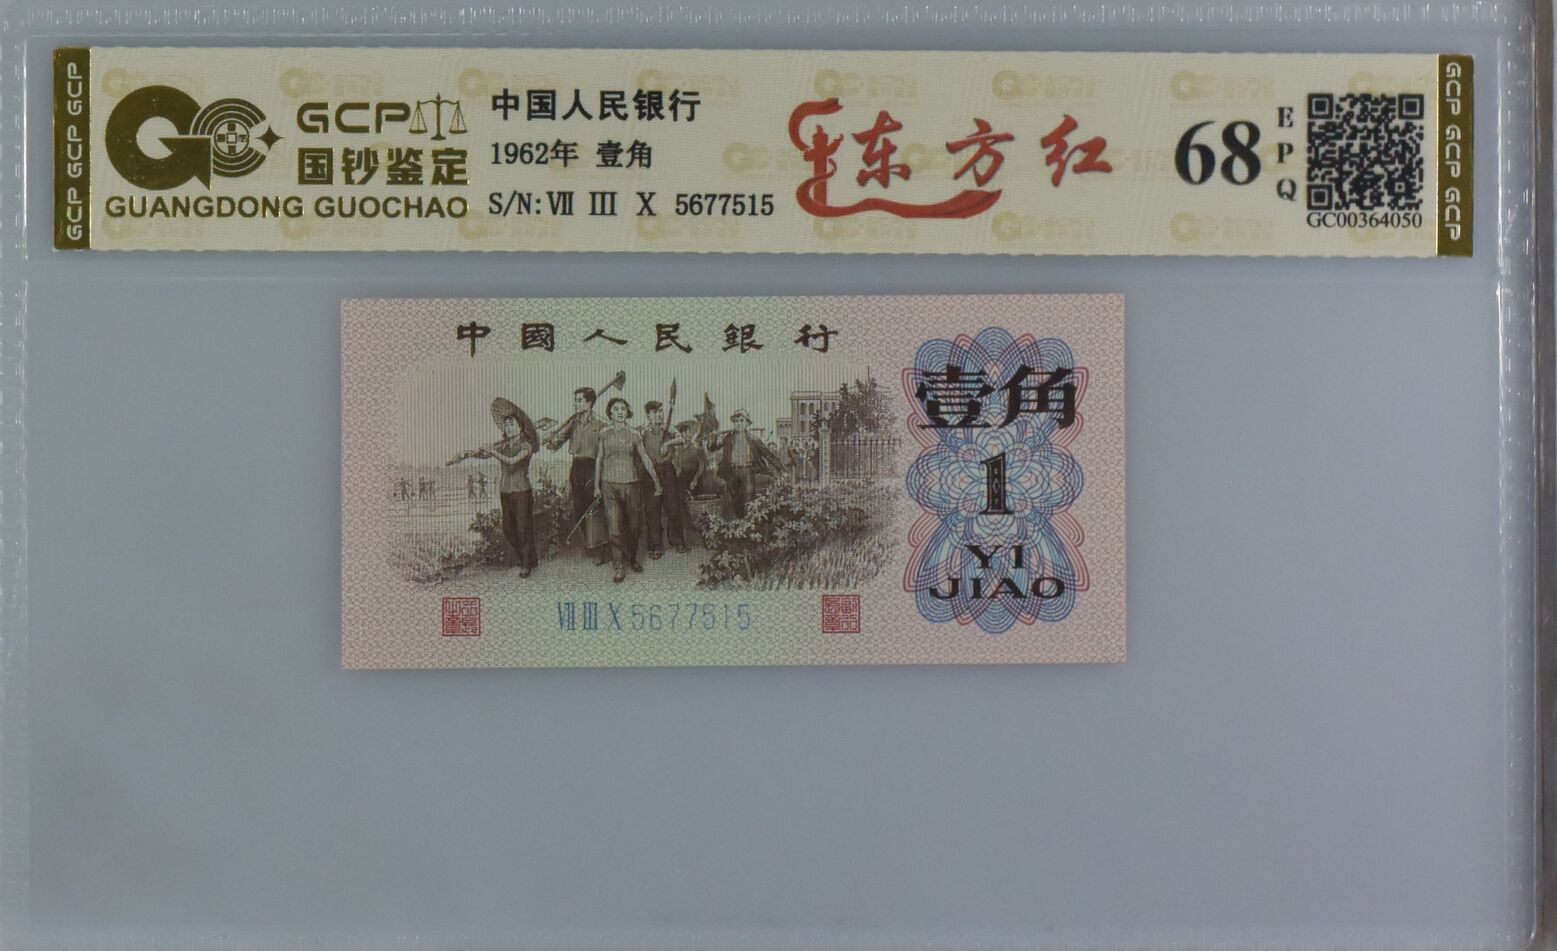 GCP GCP GCP
GCP
国钞鉴定
GUANGDONG GUOCHAO
中国人民银行
1962年 壹角
S/N: Ⅶ Ⅲ Ⅹ 5677515
东方红
68
EPQ
GC00364050
GCP GCP GCP
中國人民銀行
壹角
1
YI
JIAO
Ⅶ Ⅲ Ⅹ 5677515